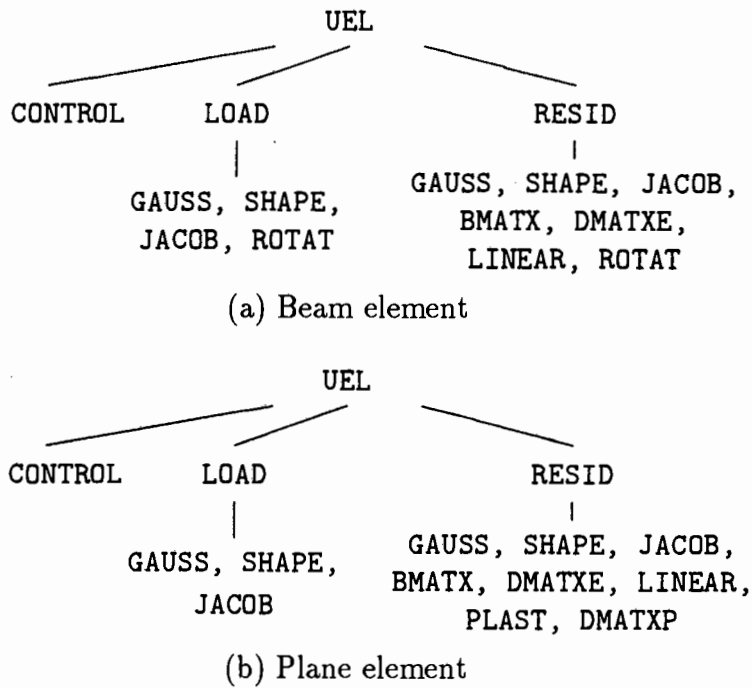 UEL
CONTROL LOAD RESID
GAUSS, SHAPE,
JACOB, ROTAT
GAUSS, SHAPE, JACOB,
BMATX, DMATXE,
LINEAR, ROTAT
(a) Beam element
UEL
CONTROL LOAD RESID
GAUSS, SHAPE,
JACOB
GAUSS, SHAPE, JACOB,
BMATX, DMATXE, LINEAR,
PLAST, DMATXP
(b) Plane element